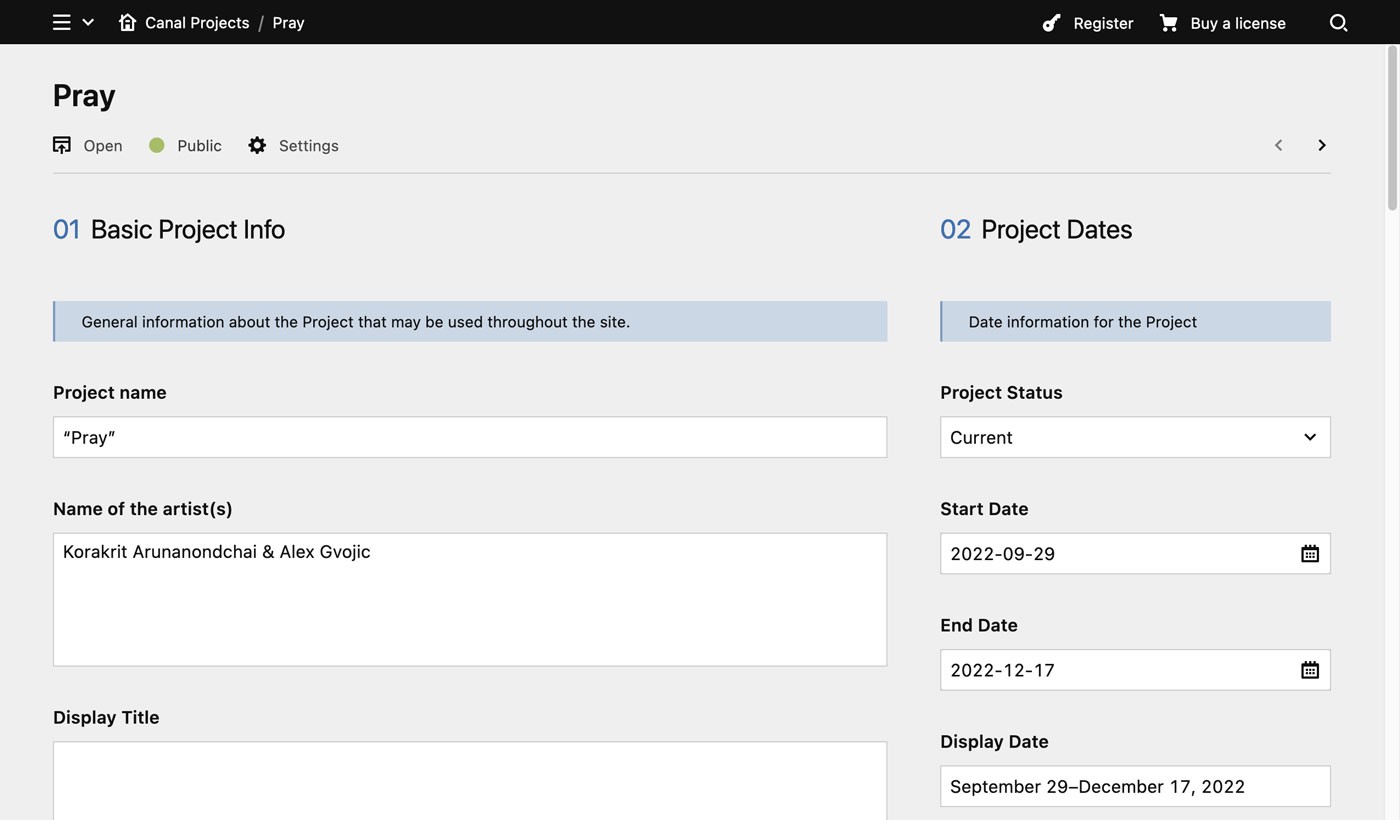 Canal Projects / Pray
Register
Buy a license
Pray
Open
Public
Settings
01 Basic Project Info
General information about the Project that may be used throughout the site.
Project name
“Pray”
Name of the artist(s)
Korakrit Arunanondchai & Alex Gvojic
Display Title
02 Project Dates
Date information for the Project
Project Status
Current
Start Date
2022-09-29
End Date
2022-12-17
Display Date
September 29–December 17, 2022